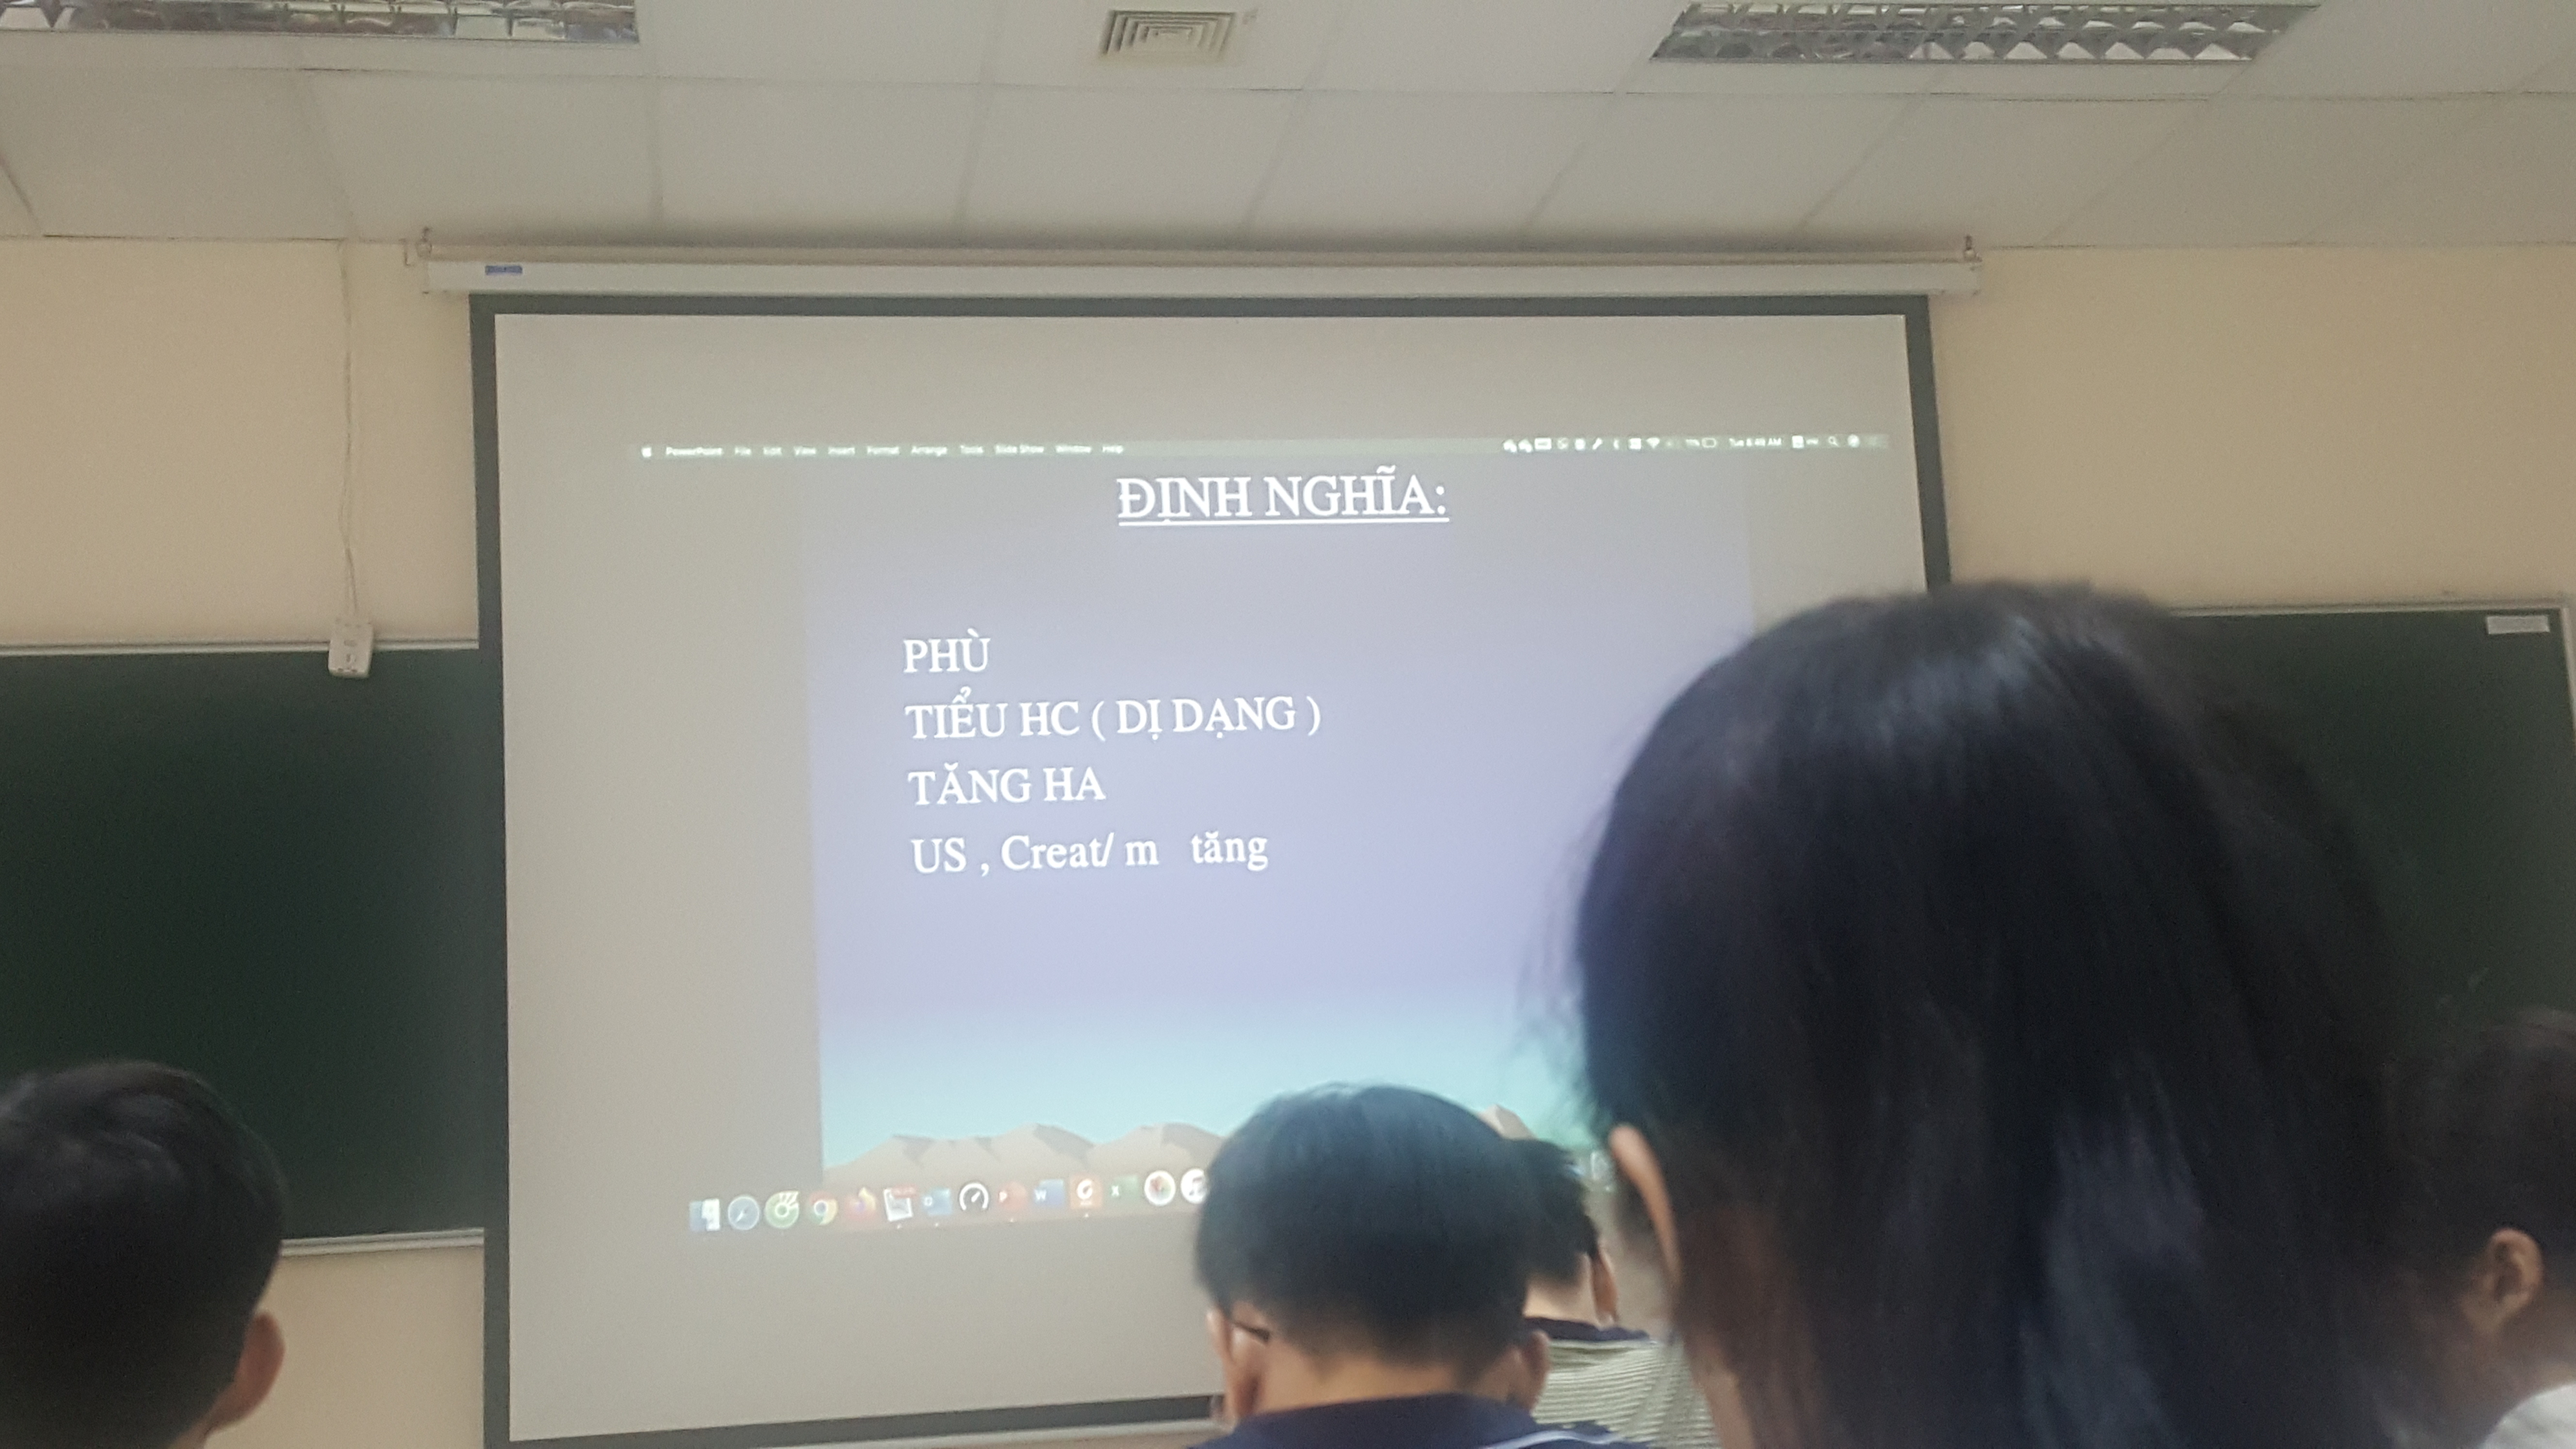 PowerPoint File Edit View Insert Format Arrange Tools Slide Show Window Help
ĐỊNH NGHĨA:
PHÙ
TIỂU HC ( DỊ DẠNG )
TĂNG HA
US , Creat/ m tăng